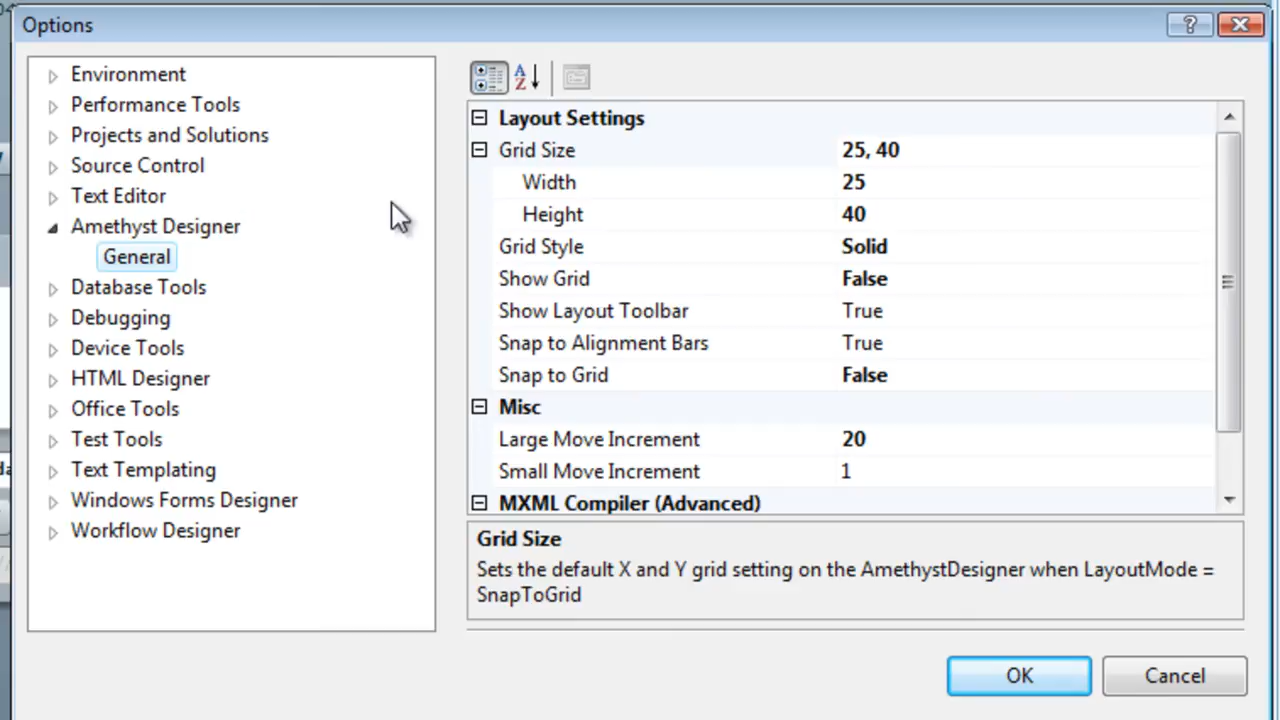 Options
Environment
Performance Tools
Projects and Solutions
Source Control
Text Editor
Amethyst Designer
General
Database Tools
Debugging
Device Tools
HTML Designer
Office Tools
Test Tools
Text Templating
Windows Forms Designer
Workflow Designer
Layout Settings
Grid Size 25, 40
Width 25
Height 40
Grid Style Solid
Show Grid False
Show Layout Toolbar True
Snap to Alignment Bars True
Snap to Grid False
Misc
Large Move Increment 20
Small Move Increment 1
MXML Compiler (Advanced)
Grid Size
Sets the default X and Y grid setting on the AmethystDesigner when LayoutMode =
SnapToGrid
OK Cancel